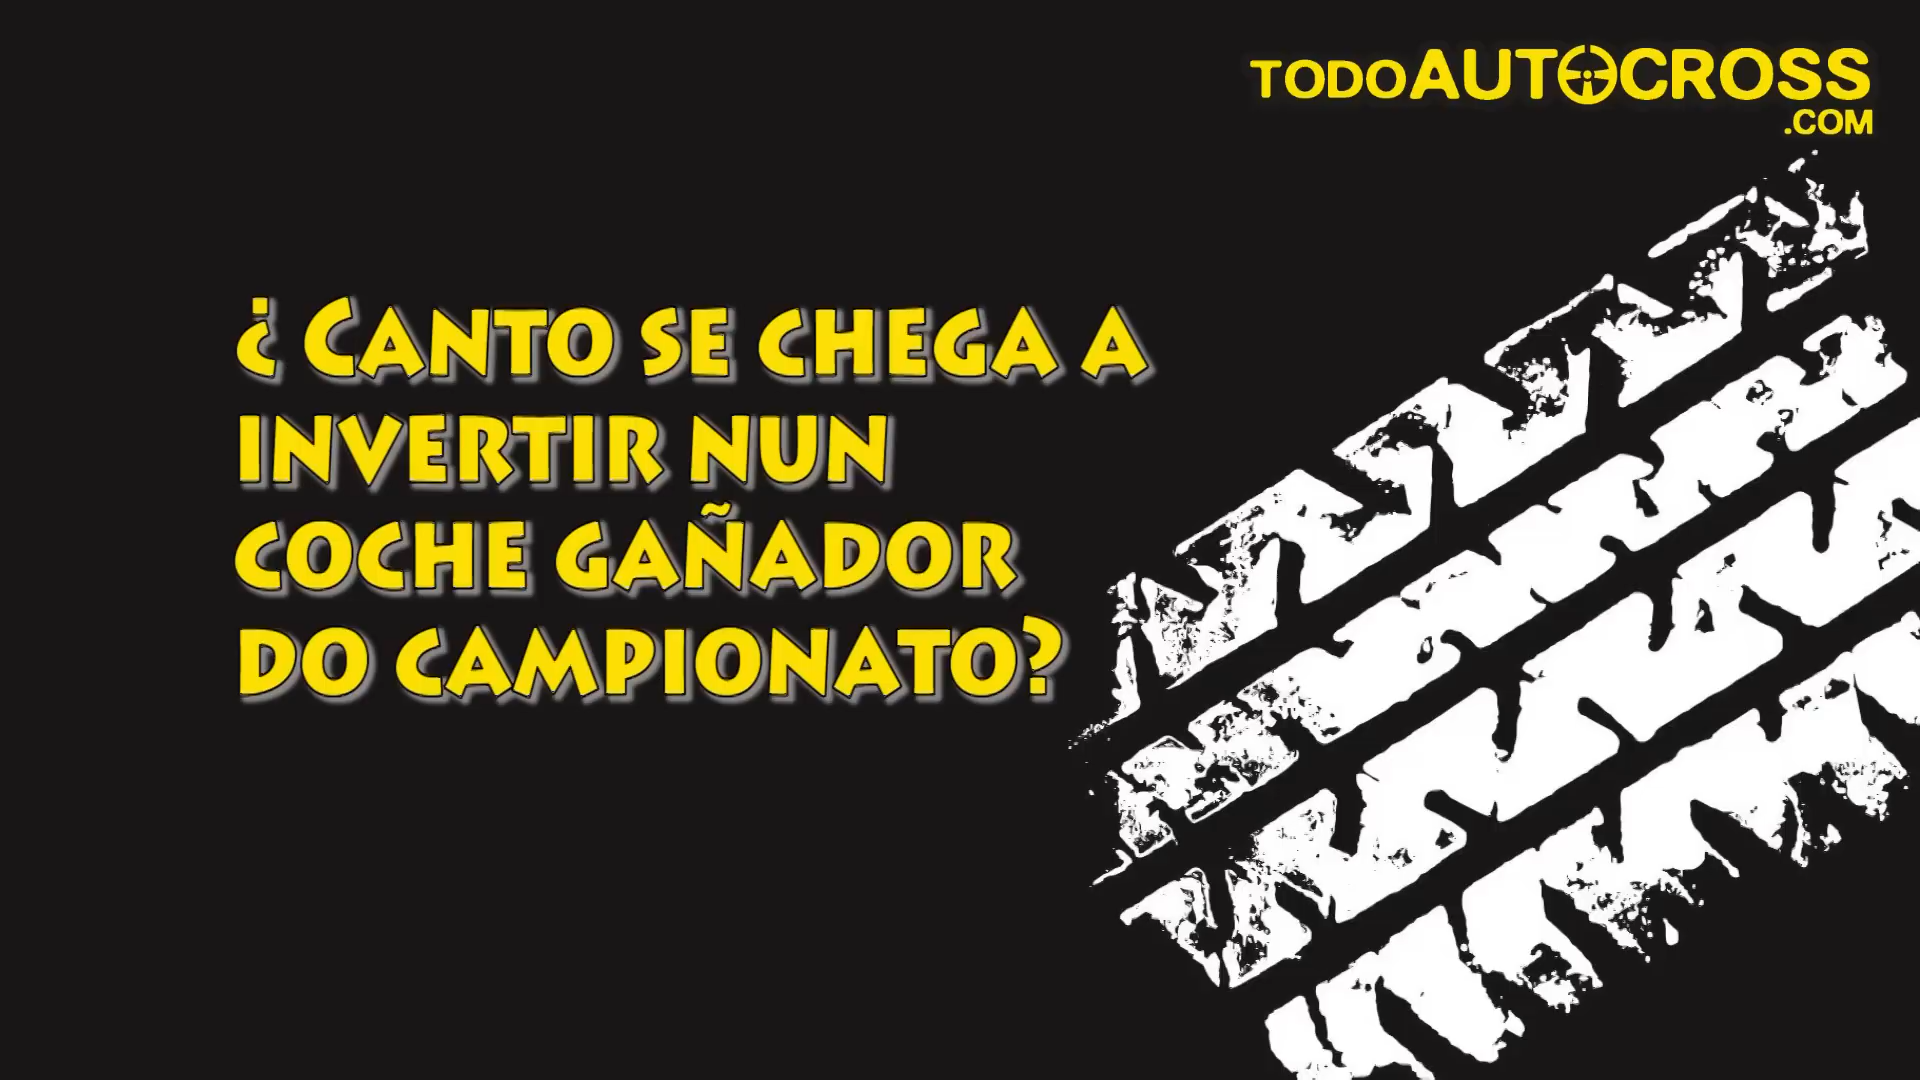 TODOAUTOCROSS
.COM
¿ Canto se chega a
invertir nun
coche gañador
do campionato?